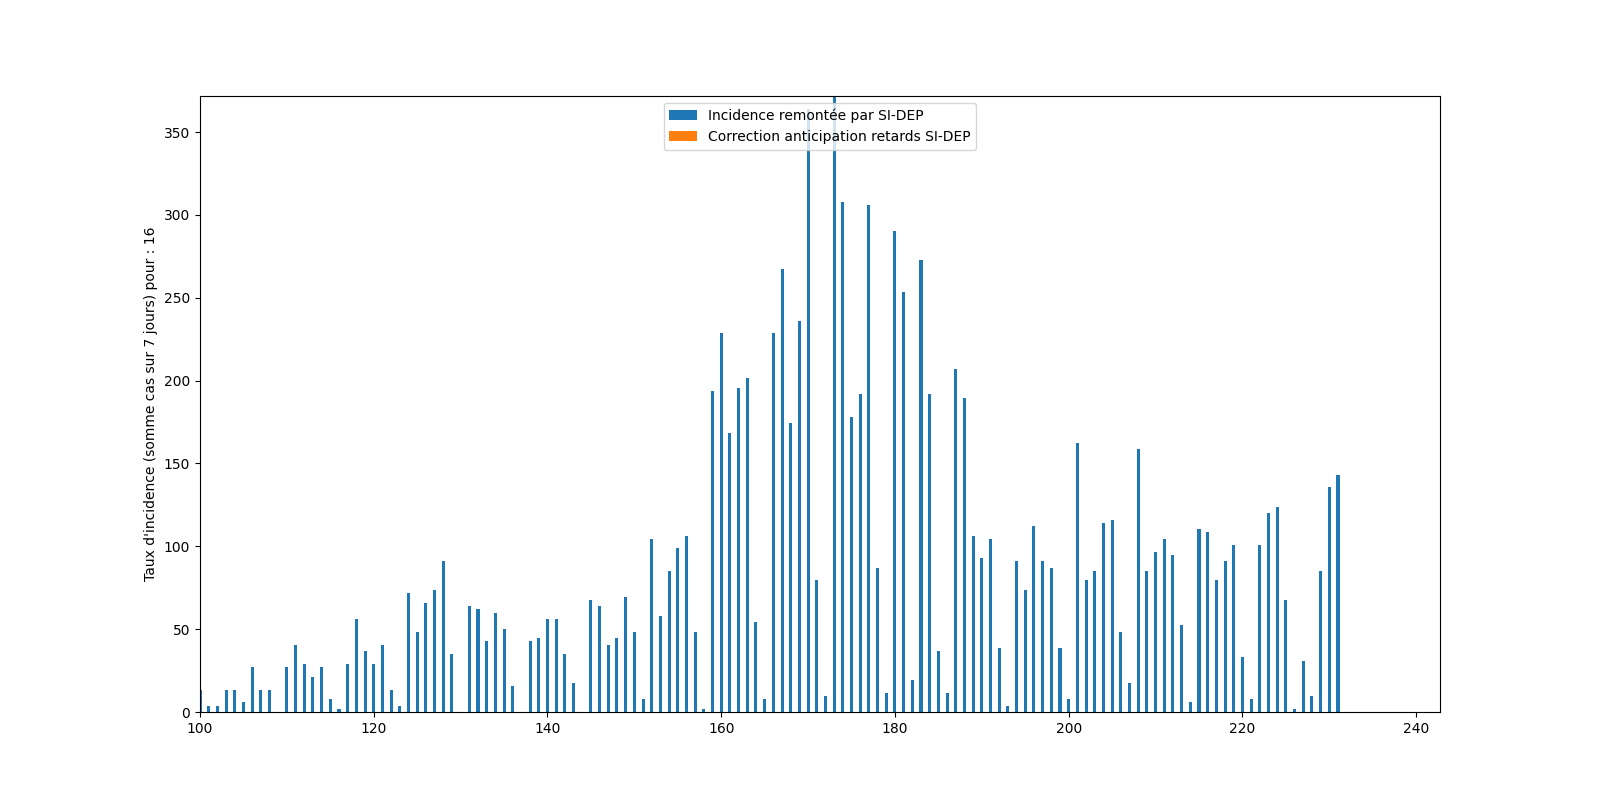 Incidence remontée par SI-DEP
Correction anticipation retards SI-DEP
Taux d'incidence (somme cas sur 7 jours) pour : 16
350
300
250
200
150
100
50
0
100 120 140 160 180 200 220 240